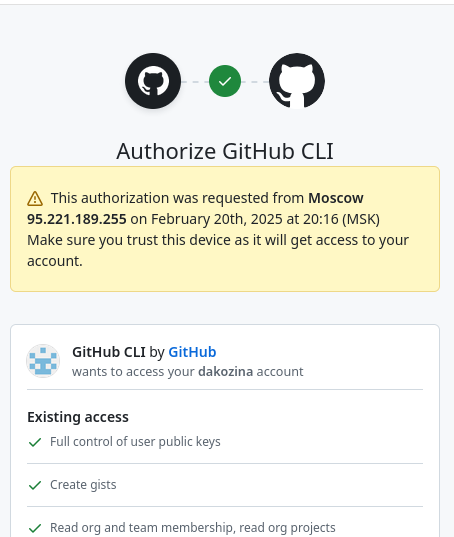 Authorize GitHub CLI
This authorization was requested from Moscow
95.221.189.255 on February 20th, 2025 at 20:16 (MSK)
Make sure you trust this device as it will get access to your
account.
GitHub CLI by GitHub
wants to access your dakozina account
Existing access
Full control of user public keys
Create gists
Read org and team membership, read org projects